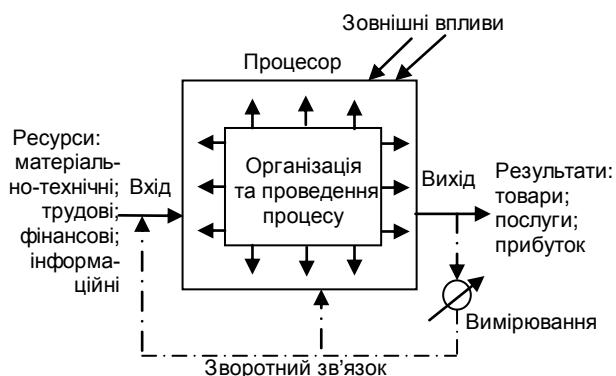 Зовнішні впливи
Процесор
Ресурси:
матеріаль-
но-технічні;
трудові;
фінансові;
інформа-
ційні
Вхід
Організація
та проведення
процесу
Вихід
Результати:
товари;
послуги;
прибуток
Вимірювання
Зворотний зв'язок